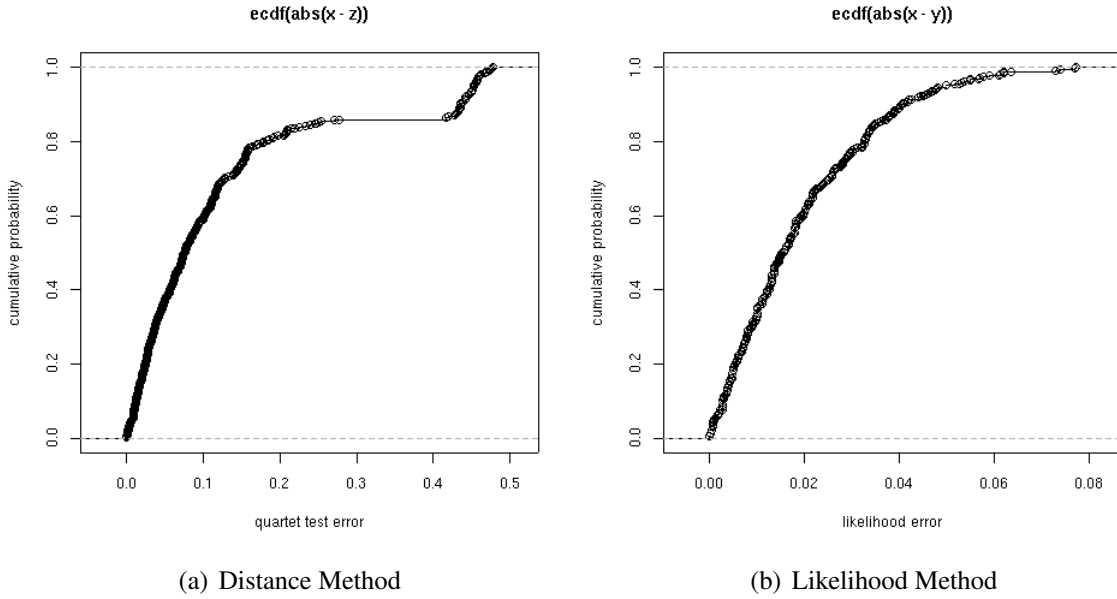 ecdf(abs(x - z))
cumulative probability
1.0
0.8
0.6
0.4
0.2
0.0
0.0 0.1 0.2 0.3 0.4 0.5
quartet test error
(a) Distance Method
ecdf(abs(x - y))
cumulative probability
1.0
0.8
0.6
0.4
0.2
0.0
0.00 0.02 0.04 0.06 0.08
likelihood error
(b) Likelihood Method